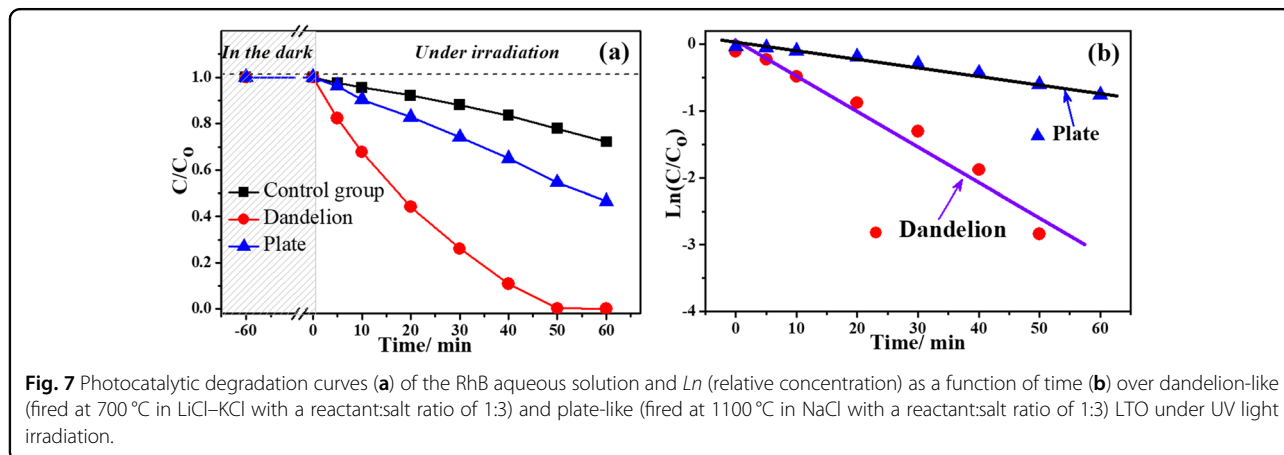 In the dark
Under irradiation
(a)
C/C₀
1.0
0.8
0.6
0.4
0.2
0.0
Control group
Dandelion
Plate
-60
0
10
20
30
40
50
60
Time/ min
(b)
Ln(C/C₀)
0
-1
-2
-3
-4
Plate
Dandelion
0
10
20
30
40
50
60
Time/ min
Fig. 7 Photocatalytic degradation curves (a) of the RhB aqueous solution and Ln (relative concentration) as a function of time (b) over dandelion-like
(fired at 700 °C in LiCl–KCl with a reactant:salt ratio of 1:3) and plate-like (fired at 1100 °C in NaCl with a reactant:salt ratio of 1:3) LTO under UV light
irradiation.